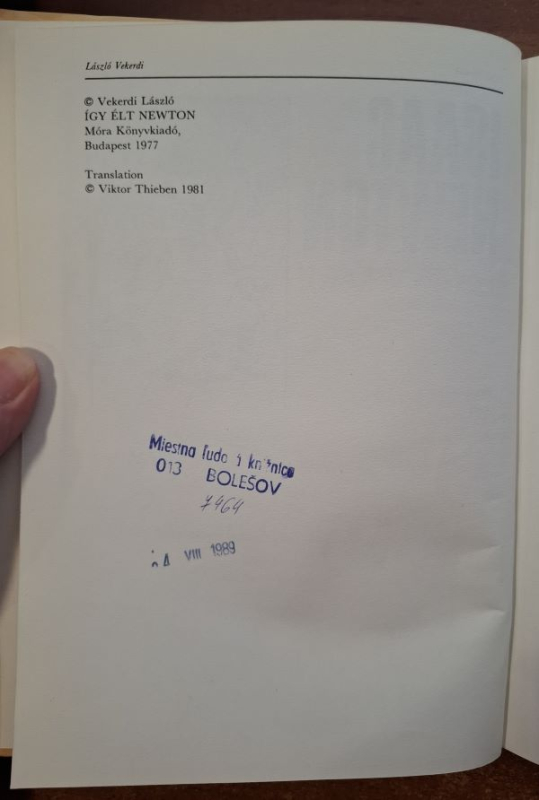 László Vekerdi
© Vekerdi László
ÍGY ÉLT NEWTON
Móra Könyvkiadó,
Budapest 1977
Translation
© Viktor Thieben 1981
Miestna
013 BOLEŠOV
7464
VIII 1989